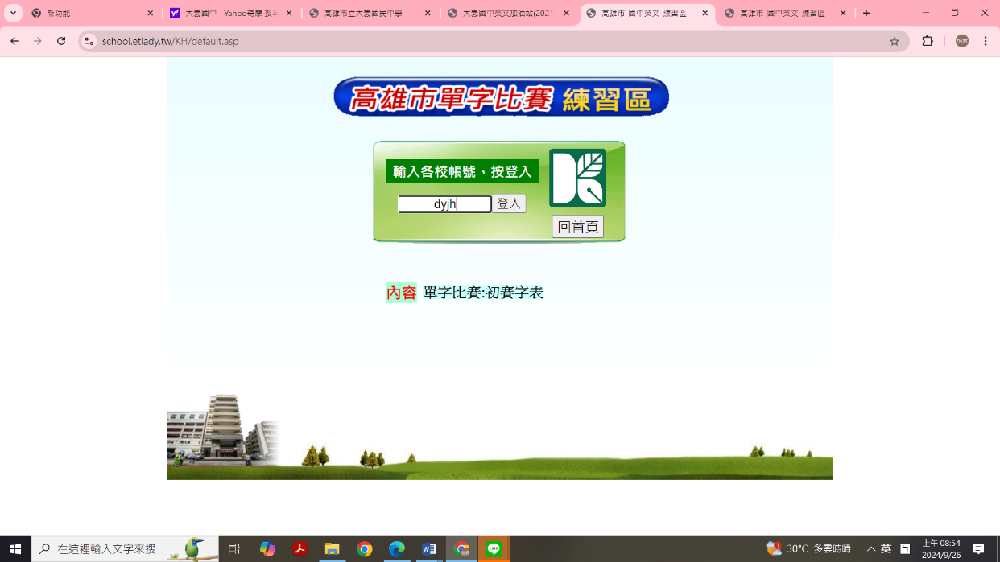 新功能
大義國中 - Yahoo奇摩 搜尋
高雄市立大義國民中學
大義國中英文加油站(2021
高雄市-國中英文-練習區
高雄市-國中英文-練習區
school.etlady.tw/KH/default.asp
怡君
高雄市單字比賽 練習區
輸入各校帳號，按登入
dyjh 登入
回首頁
內容 單字比賽:初賽字表
在這裡輸入文字來搜
30°C 多雲時晴
英
上午 08:54
2024/9/26